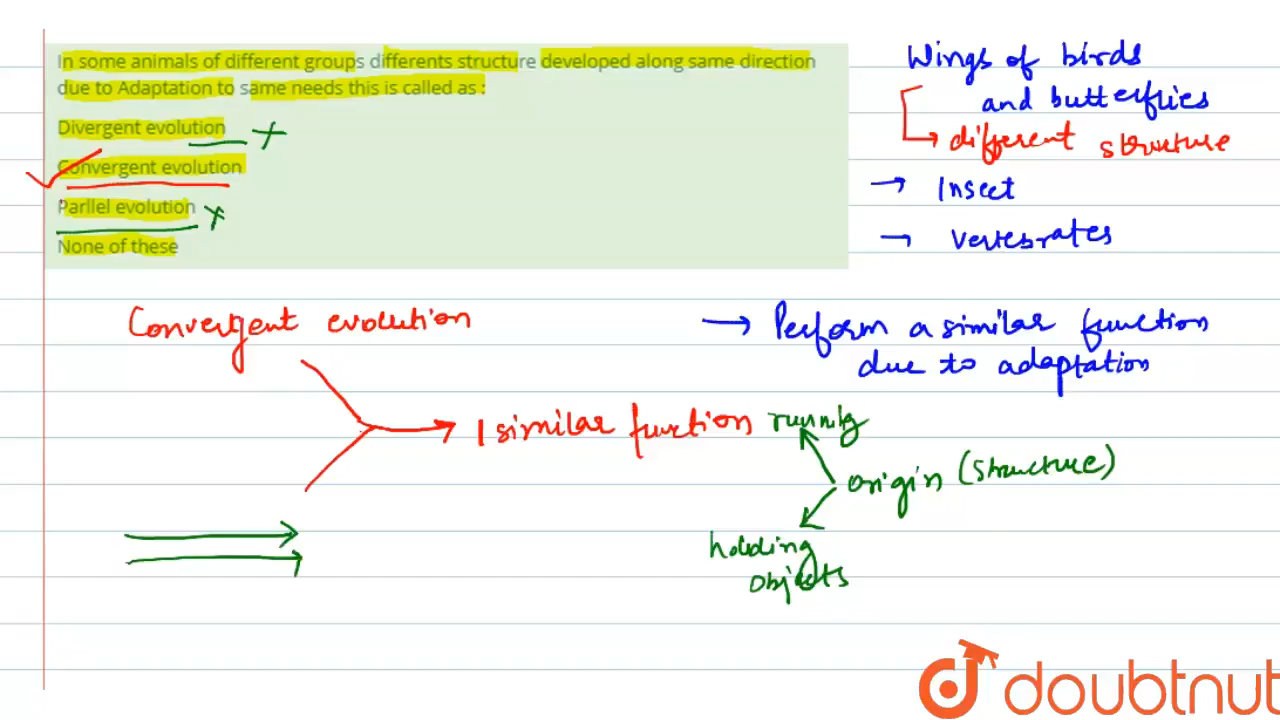 In some animals of different groups differents structure developed along same direction
due to Adaptation to same needs this is called as :
Divergent evolution
Convergent evolution
Parllel evolution
None of these
Wings of birds
and butterflies
different structure
Insect
Vertebrates
Convergent evolution
Perform a similar function
due to adaptation
1 similar function
running
origin (structure)
holding
objects
doubtnut